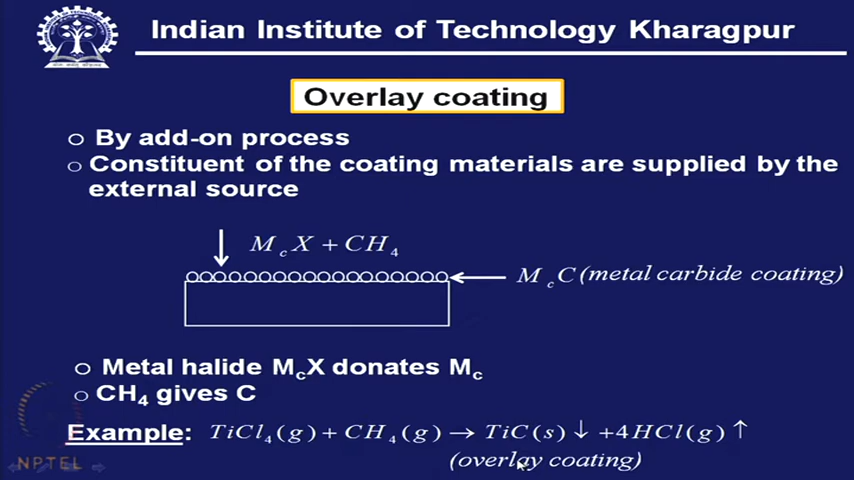 Indian Institute of Technology Kharagpur
Overlay coating
○ By add-on process
○ Constituent of the coating materials are supplied by the
external source
M_c X + CH_4
M_c C (metal carbide coating)
○ Metal halide M_cX donates M_c
○ CH_4 gives C
Example: TiCl_4(g) + CH_4(g) → TiC(s) ↓ +4HCl(g) ↑
(overlay coating)
NPTEL